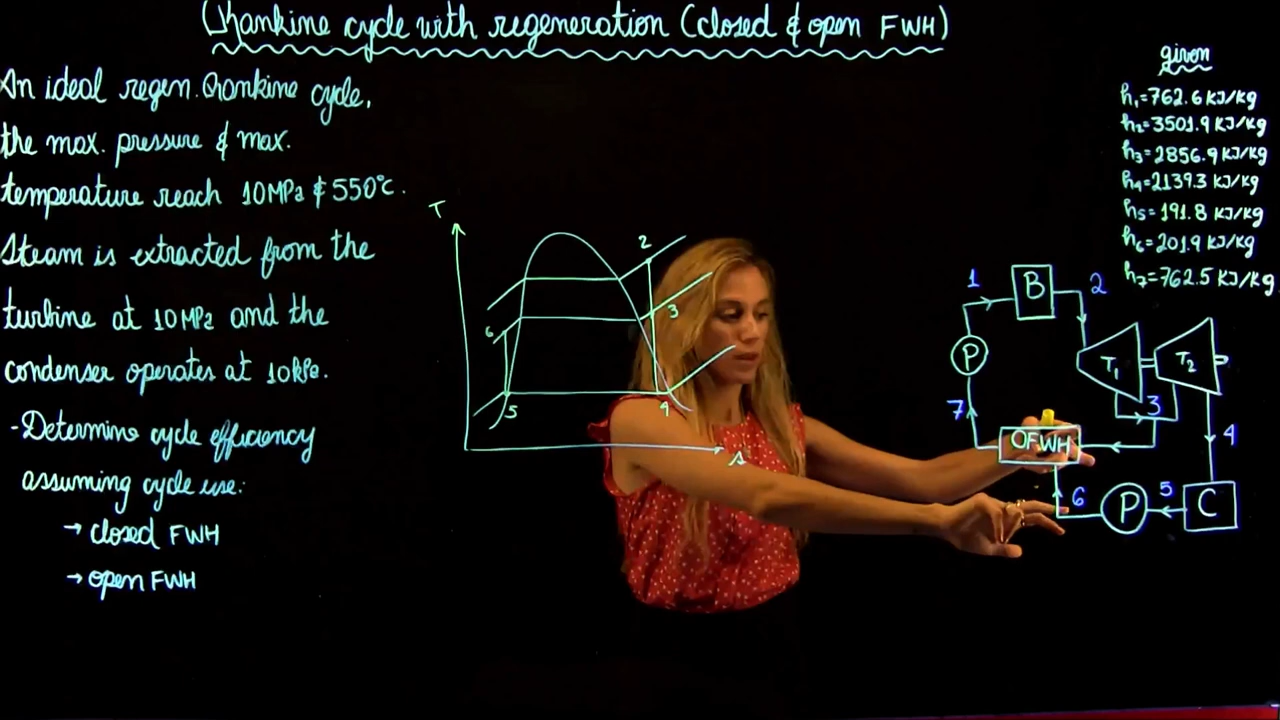 Rankine cycle with regeneration (closed & open FWH)
An ideal regen. Rankine cycle,
the max. pressure & max.
temperature reach 10MPa & 550°C.
Steam is extracted from the
turbine at 10MPa and the
condenser operates at 10kPa.
-Determine cycle efficiency
assuming cycle use:
→ closed FWH
→ open FWH
T
2
3
6
5
4
s
given
h₁=762.6 KJ/kg
h₂=3501.9 KJ/kg
h₃=2856.9 KJ/kg
h₄=2139.3 KJ/kg
h₅=191.8 KJ/kg
h₆=201.9 KJ/kg
h₇=762.5 KJ/kg
1
B
2
P
T₁
T₂
7
3
OFWH
4
6
P
5
C